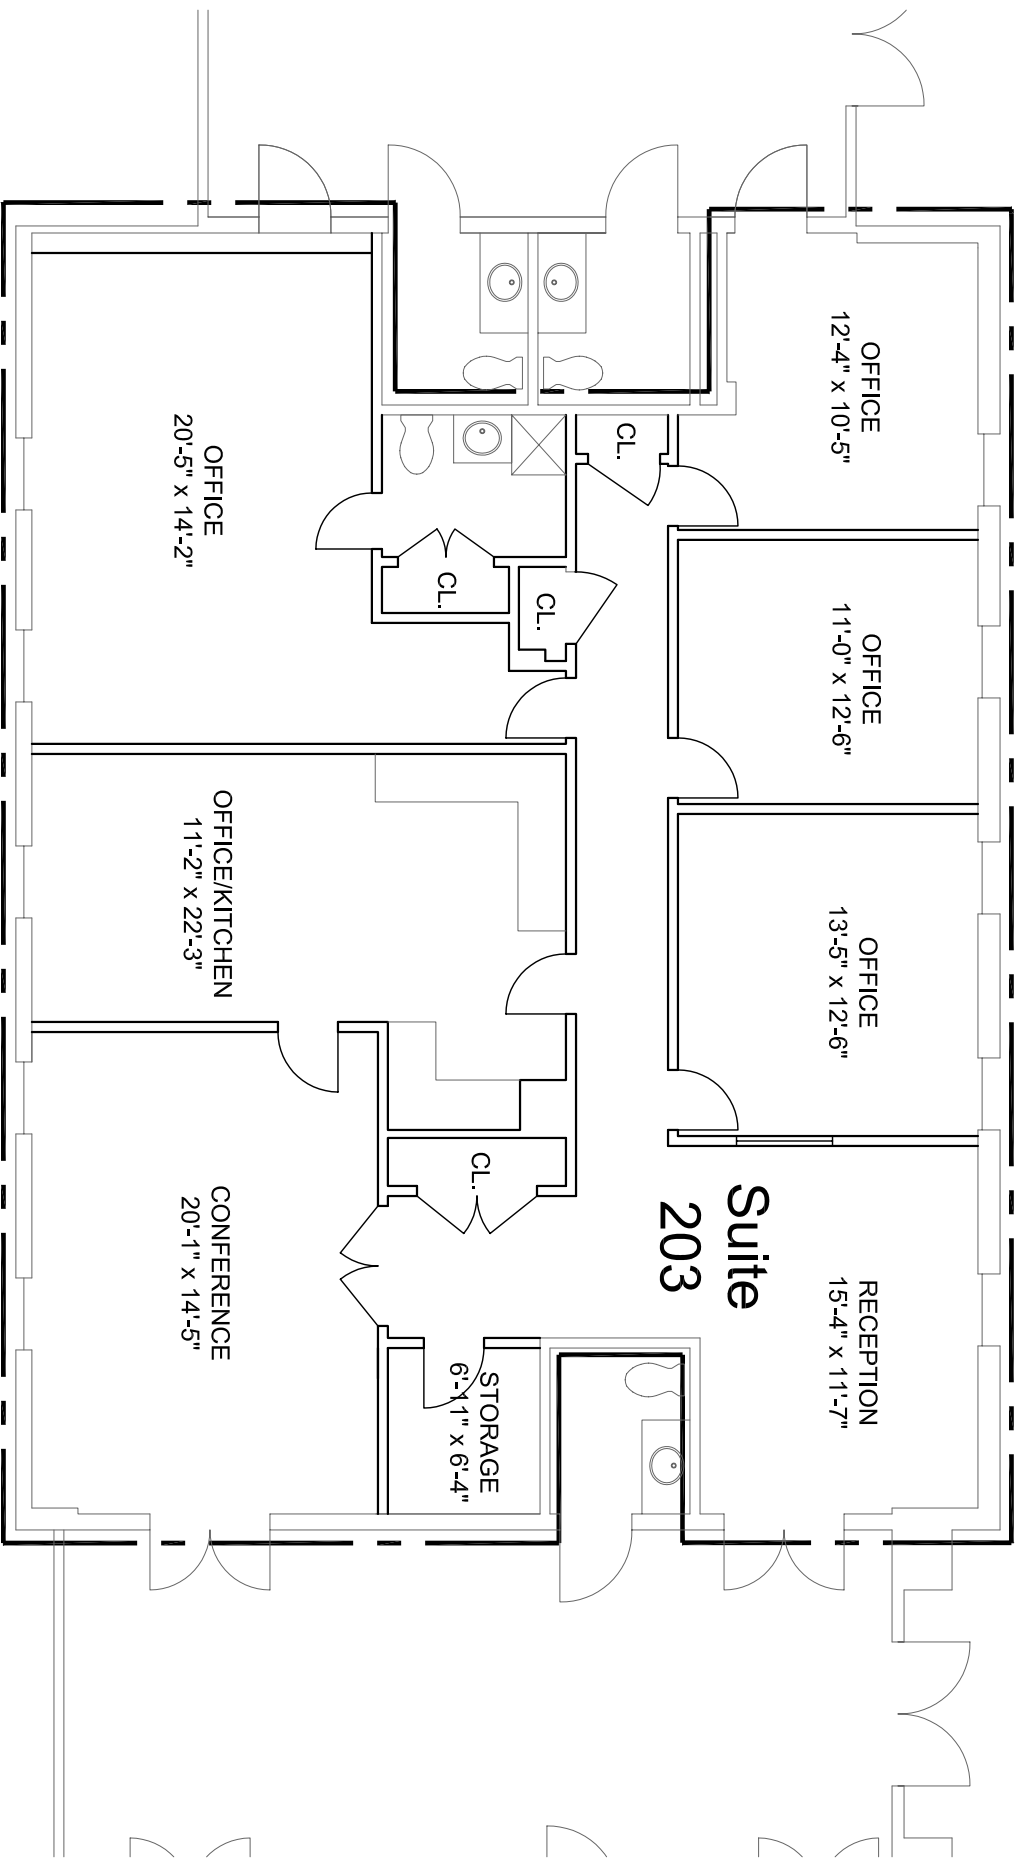 OFFICE
12'-4" x 10'-5"
OFFICE
11'-0" x 12'-6"
OFFICE
13'-5" x 12'-6"
RECEPTION
15'-4" x 11'-7"
Suite
203
CL.
CL.
CL.
CL.
STORAGE
6'-11" x 6'-4"
OFFICE
20'-5" x 14'-2"
OFFICE/KITCHEN
11'-2" x 22'-3"
CONFERENCE
20'-1" x 14'-5"